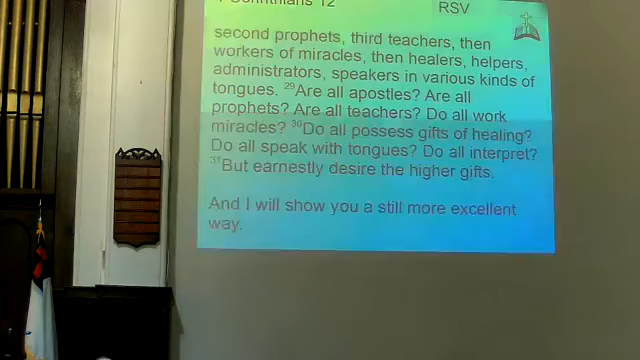 Corinthians 12
RSV
second prophets, third teachers, then
workers of miracles, then healers, helpers,
administrators, speakers in various kinds of
tongues. ²⁹Are all apostles? Are all
prophets? Are all teachers? Do all work
miracles? ³⁰Do all possess gifts of healing?
Do all speak with tongues? Do all interpret?
³¹But earnestly desire the higher gifts.
And I will show you a still more excellent
way.